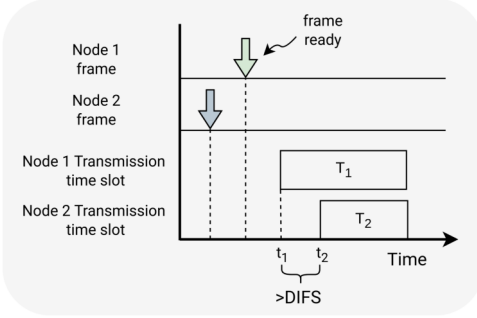 frame
ready
Node 1
frame
Node 2
frame
Node 1 Transmission
time slot
T1
Node 2 Transmission
time slot
T2
t1 t2
Time
>DIFS